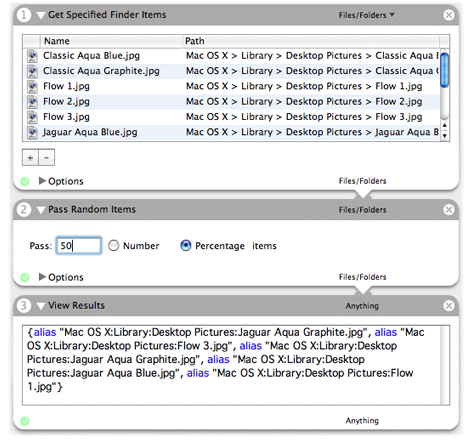 1 Get Specified Finder Items Files/Folders
Name Path
Classic Aqua Blue.jpg Mac OS X > Library > Desktop Pictures > Classic Aqua B
Classic Aqua Graphite.jpg Mac OS X > Library > Desktop Pictures > Classic Aqua G
Flow 1.jpg Mac OS X > Library > Desktop Pictures > Flow 1.jpg
Flow 2.jpg Mac OS X > Library > Desktop Pictures > Flow 2.jpg
Flow 3.jpg Mac OS X > Library > Desktop Pictures > Flow 3.jpg
Jaguar Aqua Blue.jpg Mac OS X > Library > Desktop Pictures > Jaguar Aqua B
+ -
Options Files/Folders
2 Pass Random Items Files/Folders
Pass: 50 Number Percentage items
Options Files/Folders
3 View Results Anything
{alias "Mac OS X:Library:Desktop Pictures:Jaguar Aqua Graphite.jpg", alias "Mac
OS X:Library:Desktop Pictures:Flow 3.jpg", alias "Mac OS X:Library:Desktop
Pictures:Jaguar Aqua Graphite.jpg", alias "Mac OS X:Library:Desktop
Pictures:Jaguar Aqua Blue.jpg", alias "Mac OS X:Library:Desktop Pictures:Flow
1.jpg"}
Anything